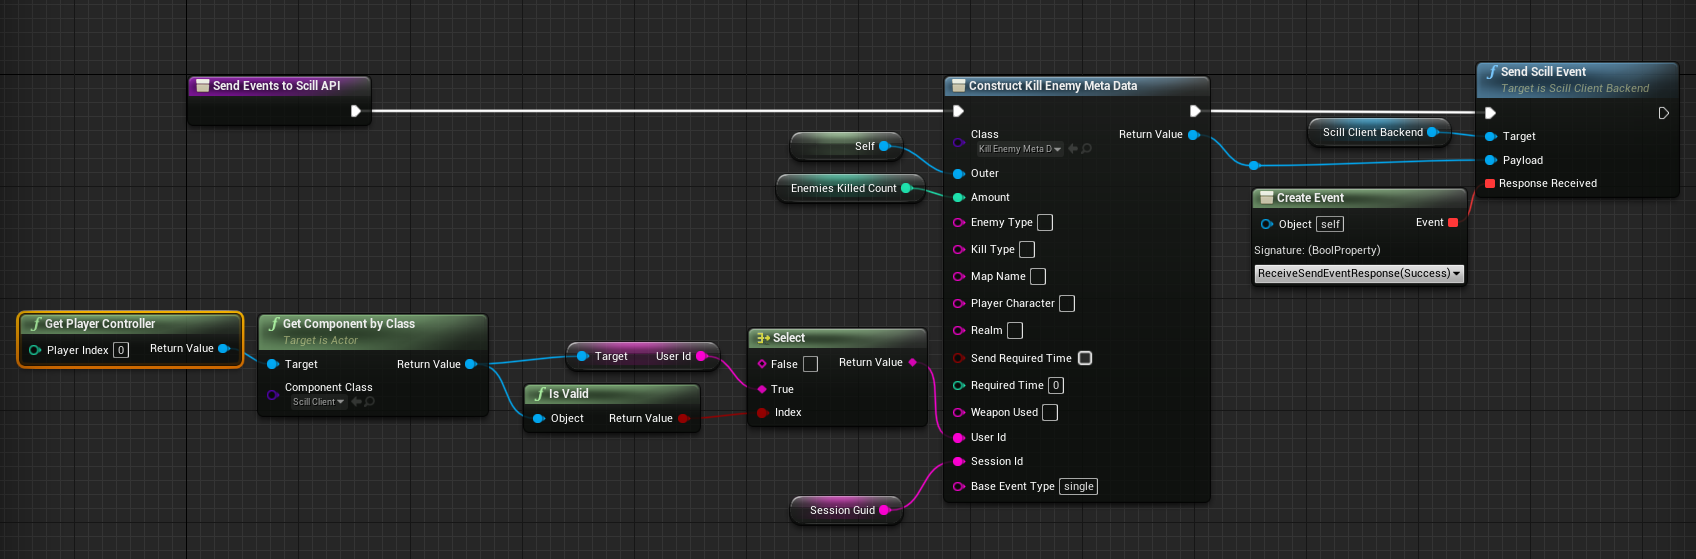 Send Events to Scill API
Construct Kill Enemy Meta Data
Class
Kill Enemy Meta D
Return Value
Outer
Amount
Enemy Type
Kill Type
Map Name
Player Character
Realm
Send Required Time
Required Time 0
Weapon Used
User Id
Session Id
Base Event Type single
Self
Enemies Killed Count
Send Scill Event
Target is Scill Client Backend
Target
Payload
Response Received
Scill Client Backend
Create Event
Object self
Event
Signature: (BoolProperty)
ReceiveSendEventResponse(Success)
Get Player Controller
Player Index 0
Return Value
Get Component by Class
Target is Actor
Target
Return Value
Component Class
Scill Client
Target
User Id
Is Valid
Object
Return Value
Select
False
Return Value
True
Index
Session Guid